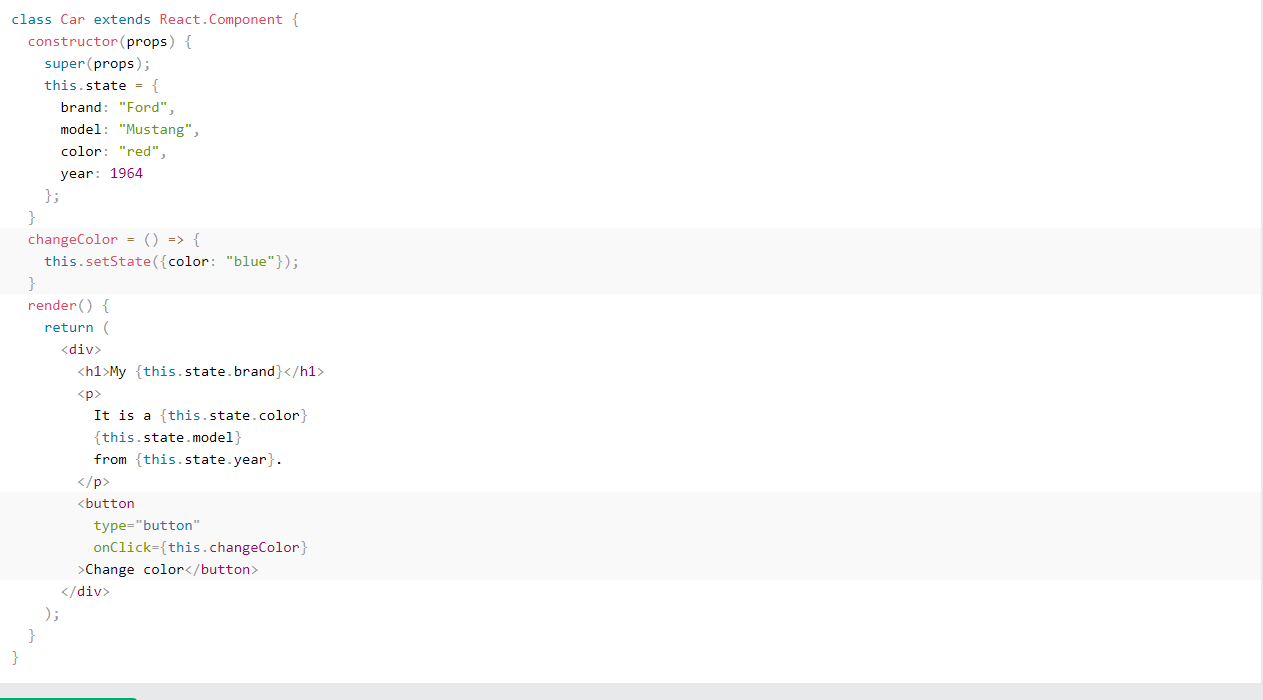 class Car extends React.Component {
  constructor(props) {
    super(props);
    this.state = {
      brand: "Ford",
      model: "Mustang",
      color: "red",
      year: 1964
    };
  }
  changeColor = () => {
    this.setState({color: "blue"});
  }
  render() {
    return (
      <div>
        <h1>My {this.state.brand}</h1>
        <p>
          It is a {this.state.color}
          {this.state.model}
          from {this.state.year}.
        </p>
        <button
          type="button"
          onClick={this.changeColor}
        >Change color</button>
      </div>
    );
  }
}